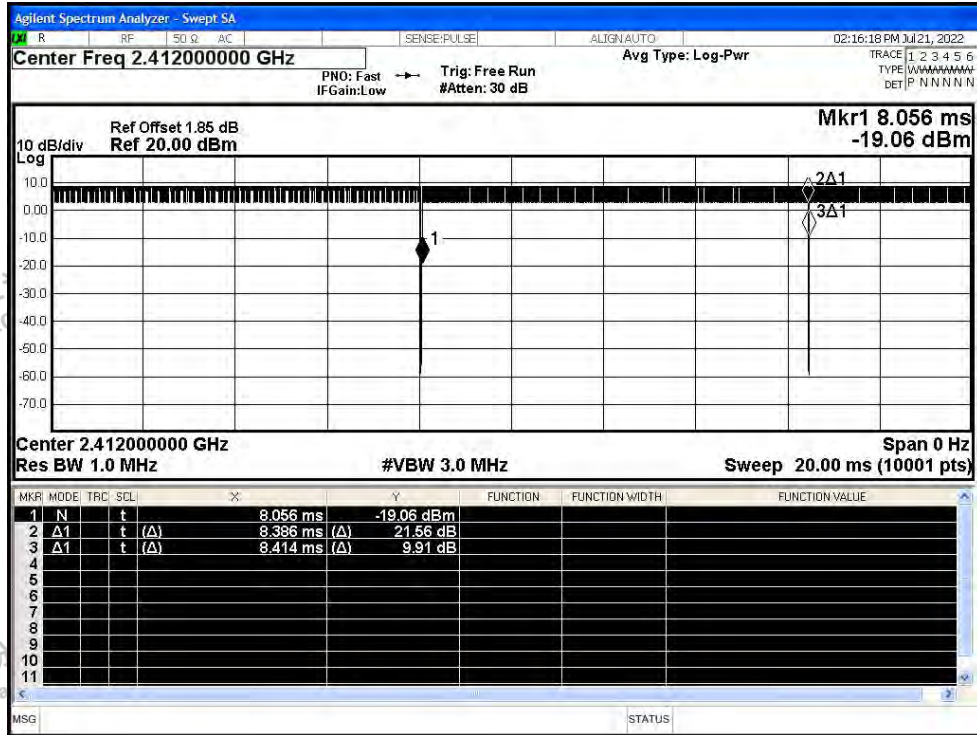 Agilent Spectrum Analyzer - Swept SA
LXI R RF 50 Ω AC SENSE:PULSE ALIGN AUTO 02:16:18 PM Jul 21, 2022
Center Freq 2.412000000 GHz
PNO: Fast
IFGain:Low
Trig: Free Run
#Atten: 30 dB
Avg Type: Log-Pwr
TRACE 1 2 3 4 5 6
TYPE
DET P N N N N N
Mkr1 8.056 ms
-19.06 dBm
Ref Offset 1.85 dB
10 dB/div Ref 20.00 dBm
Log
10.0
0.00
-10.0
-20.0
-30.0
-40.0
-50.0
-60.0
-70.0
2Δ1
3Δ1
1
Center 2.412000000 GHz Span 0 Hz
Res BW 1.0 MHz #VBW 3.0 MHz Sweep 20.00 ms (10001 pts)
MKR MODE TRC SCL X Y FUNCTION FUNCTION WIDTH FUNCTION VALUE
1 N t 8.056 ms -19.06 dBm
2 Δ1 t (Δ) 8.386 ms (Δ) 21.56 dB
3 Δ1 t (Δ) 8.414 ms (Δ) 9.91 dB
4
5
6
7
8
9
10
11
MSG STATUS